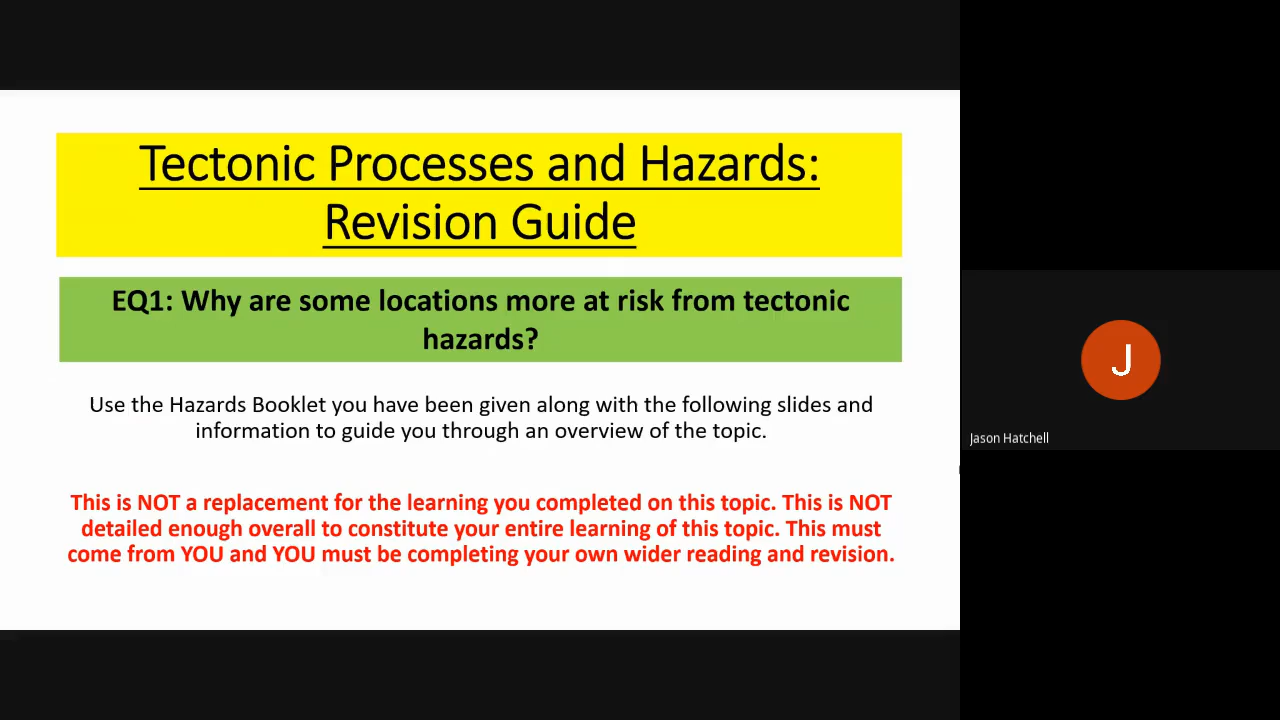 Tectonic Processes and Hazards:
Revision Guide
EQ1: Why are some locations more at risk from tectonic
hazards?
Use the Hazards Booklet you have been given along with the following slides and
information to guide you through an overview of the topic.
This is NOT a replacement for the learning you completed on this topic. This is NOT
detailed enough overall to constitute your entire learning of this topic. This must
come from YOU and YOU must be completing your own wider reading and revision.
J
Jason Hatchell